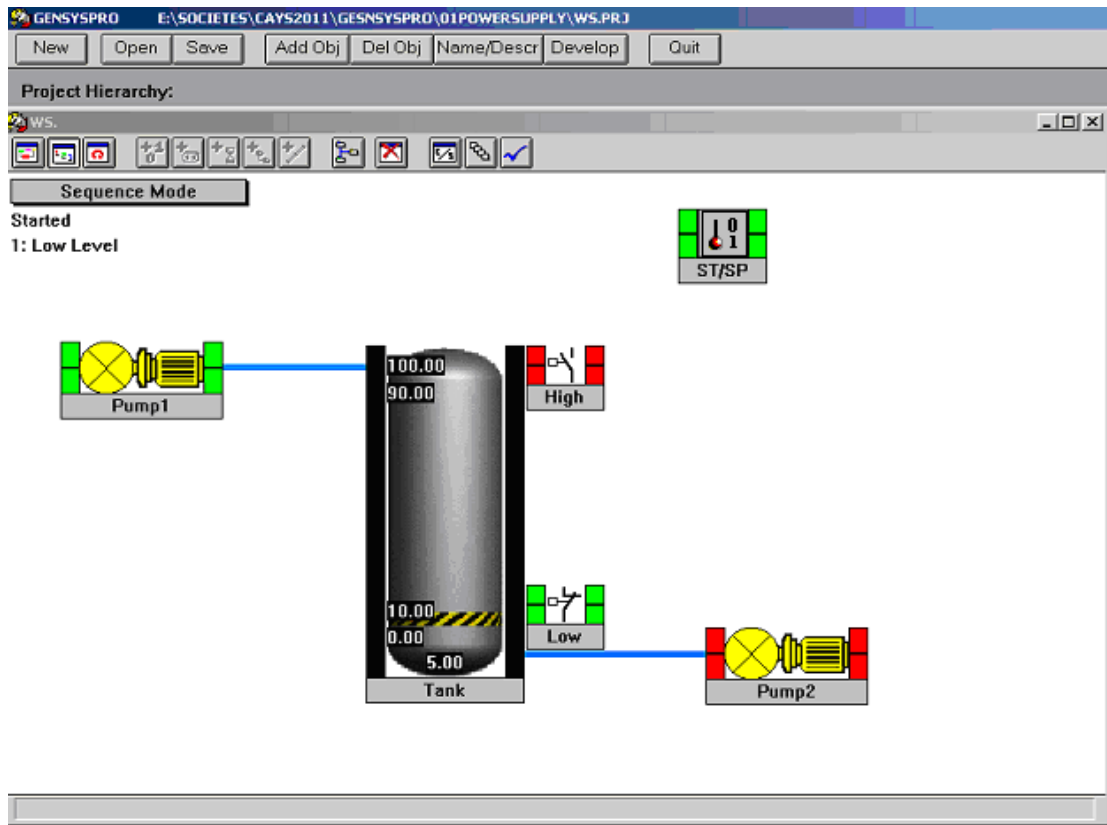 GENSYSPRO E:\SOCIETES\CAYS2011\GESNSYSPRO\01POWERSUPPLY\WS.PRJ
New Open Save Add Obj Del Obj Name/Descr Develop Quit
Project Hierarchy:
WS.
Sequence Mode
Started
1: Low Level
0
1
ST/SP
100.00
90.00
High
Pump1
10.00
0.00
5.00
Low
Tank
Pump2